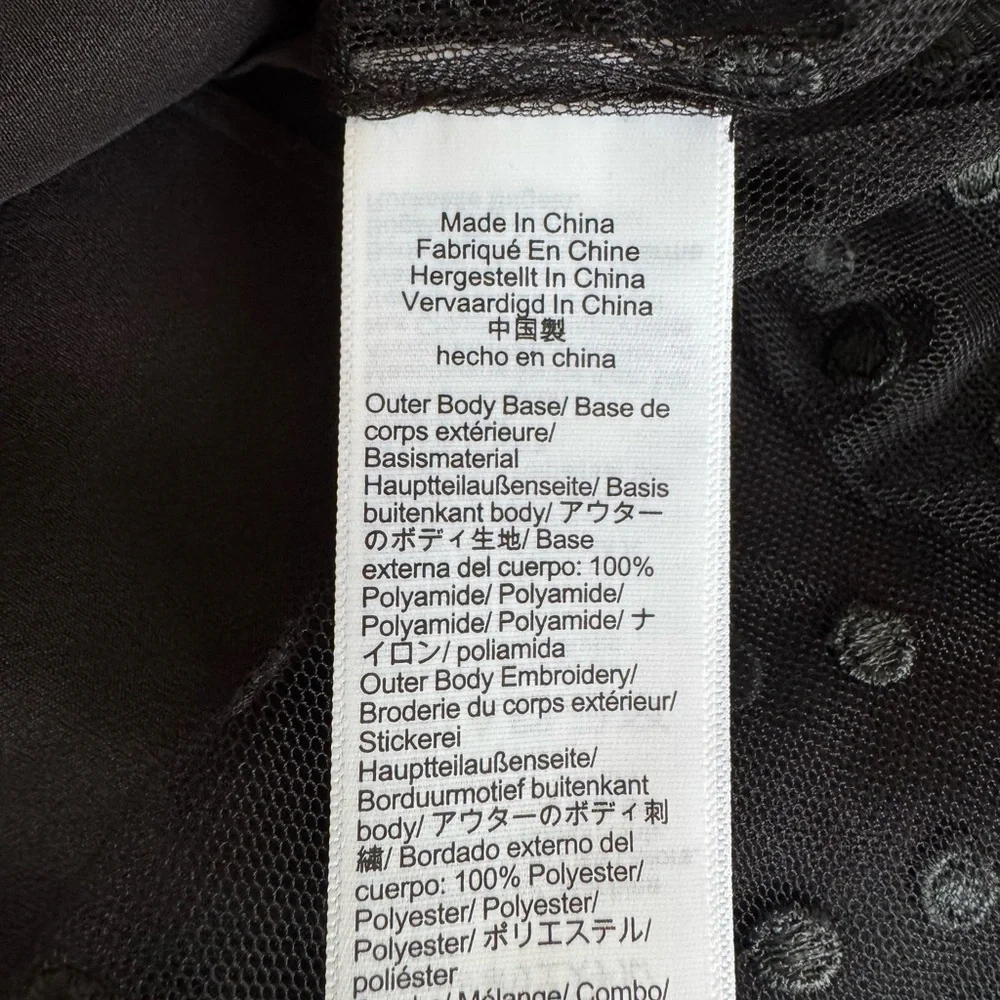 Made In China
Fabriqué En Chine
Hergestellt In China
Vervaardigd In China
中国製
hecho en china
Outer Body Base/ Base de
corps extérieure/
Basismaterial
Hauptteilaußenseite/ Basis
buitenkant body/ アウター
のボディ生地/ Base
externa del cuerpo: 100%
Polyamide/ Polyamide/
Polyamide/ Polyamide/ ナ
イロン/ poliamida
Outer Body Embroidery/
Broderie du corps extérieur/
Stickerei
Hauptteilaußenseite/
Borduurmotief buitenkant
body/ アウターのボディ刺
繍/ Bordado externo del
cuerpo: 100% Polyester/
Polyester/ Polyester/
Polyester/ ポリエステル/
poliéster
Mélange/ Combo/